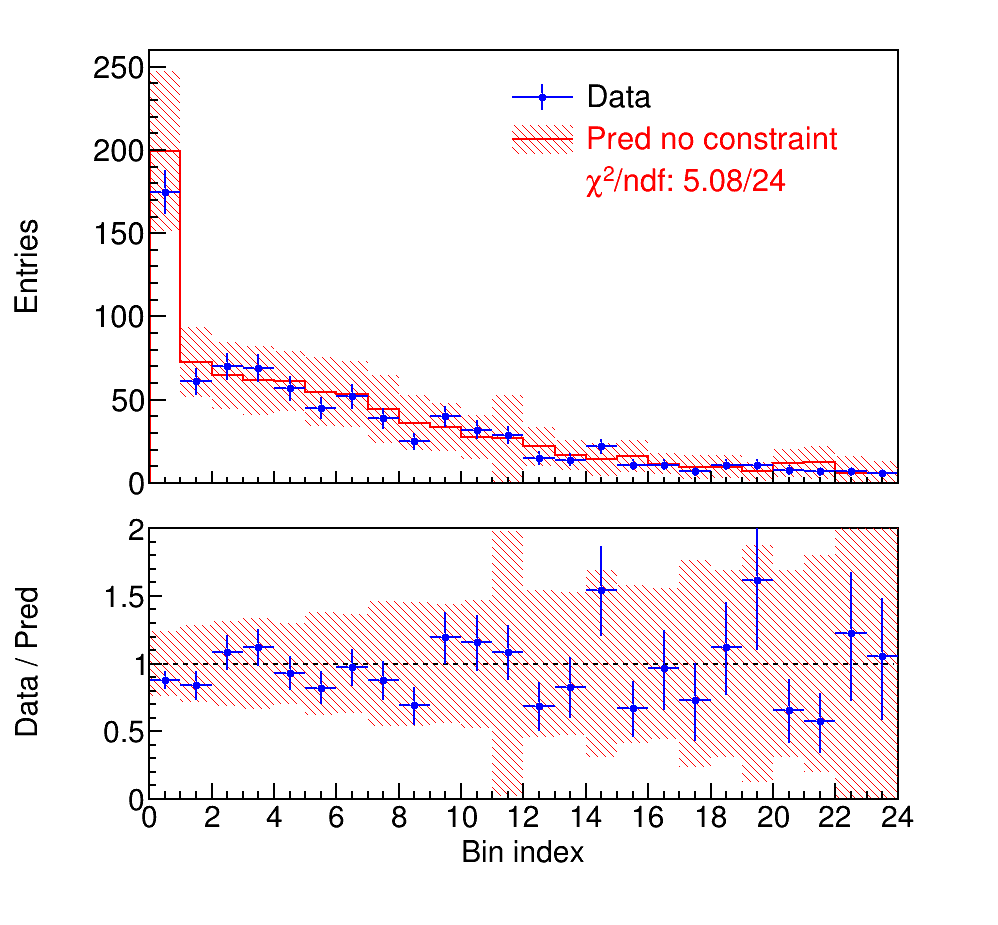 250
200
150
100
50
0
Entries
Data
Pred no constraint
χ²/ndf: 5.08/24
2
1.5
1
0.5
0
Data / Pred
0 2 4 6 8 10 12 14 16 18 20 22 24
Bin index